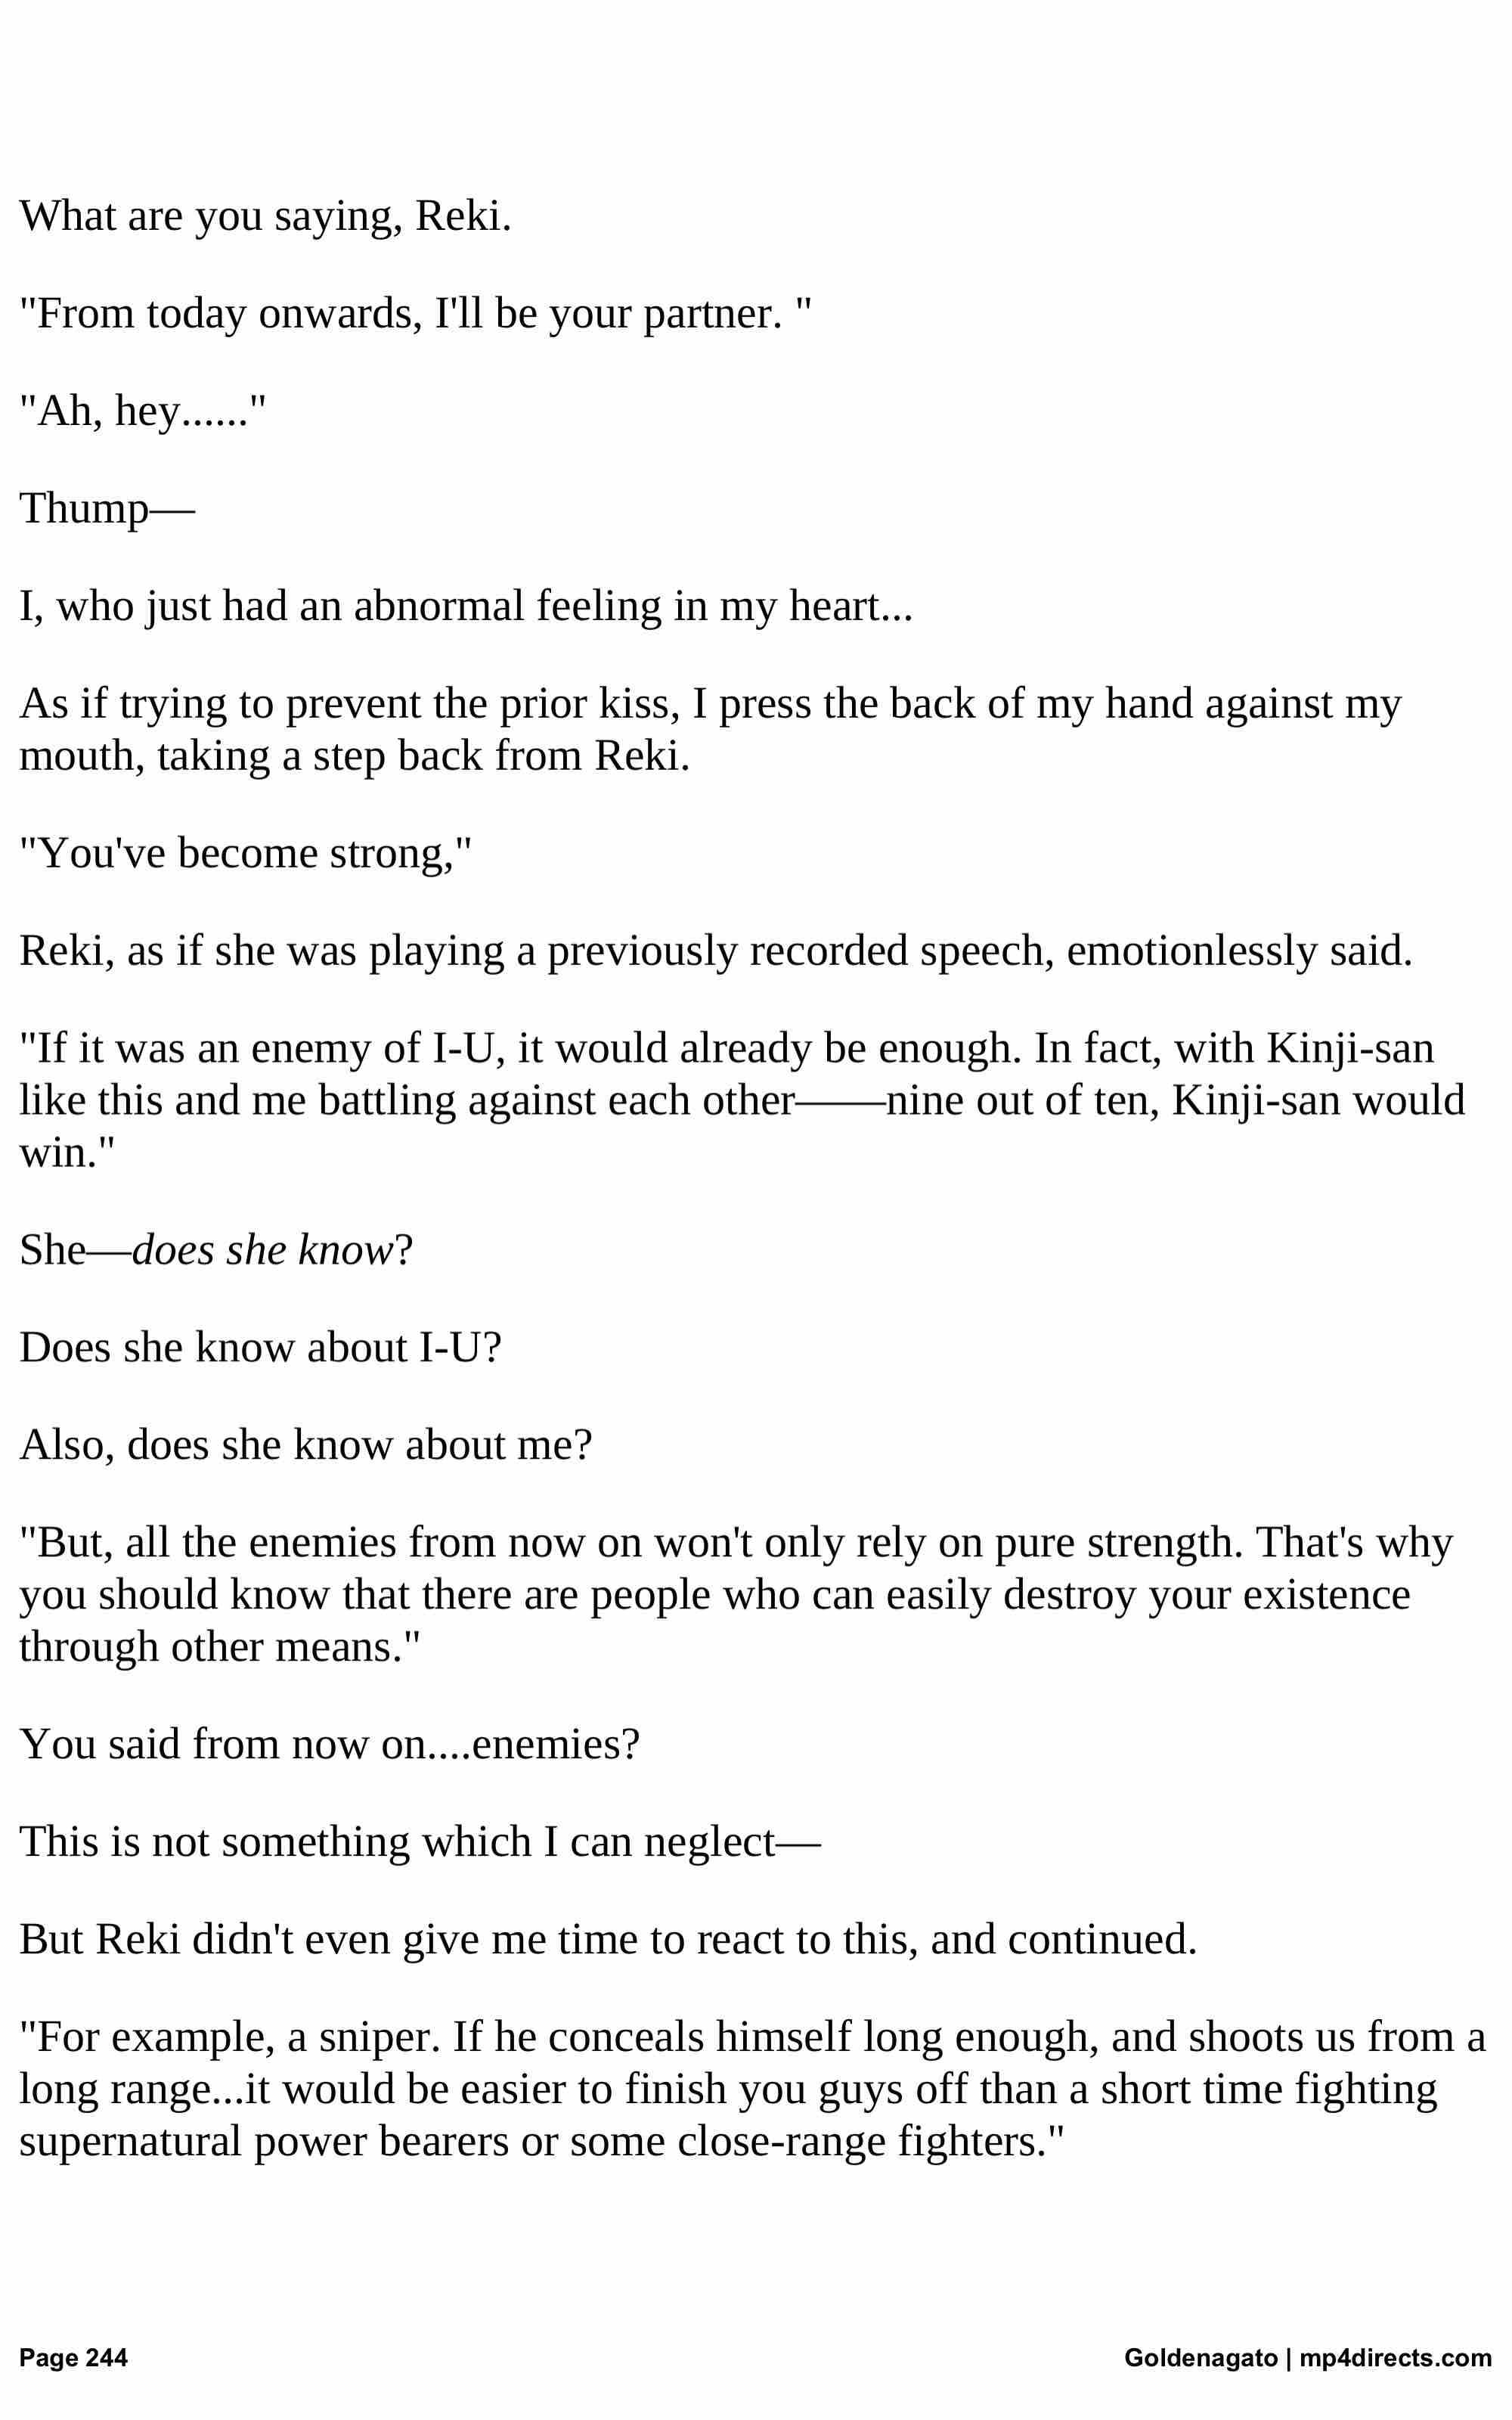 What are you saying, Reki.
"From today onwards, I'll be your partner. "
"Ah, hey......"
Thump—
I, who just had an abnormal feeling in my heart...
As if trying to prevent the prior kiss, I press the back of my hand against my
mouth, taking a step back from Reki.
"You've become strong,"
Reki, as if she was playing a previously recorded speech, emotionlessly said.
"If it was an enemy of I-U, it would already be enough. In fact, with Kinji-san
like this and me battling against each other——nine out of ten, Kinji-san would
win."
She—does she know?
Does she know about I-U?
Also, does she know about me?
"But, all the enemies from now on won't only rely on pure strength. That's why
you should know that there are people who can easily destroy your existence
through other means."
You said from now on....enemies?
This is not something which I can neglect—
But Reki didn't even give me time to react to this, and continued.
"For example, a sniper. If he conceals himself long enough, and shoots us from a
long range...it would be easier to finish you guys off than a short time fighting
supernatural power bearers or some close-range fighters."
Page 244
Goldenagato | mp4directs.com